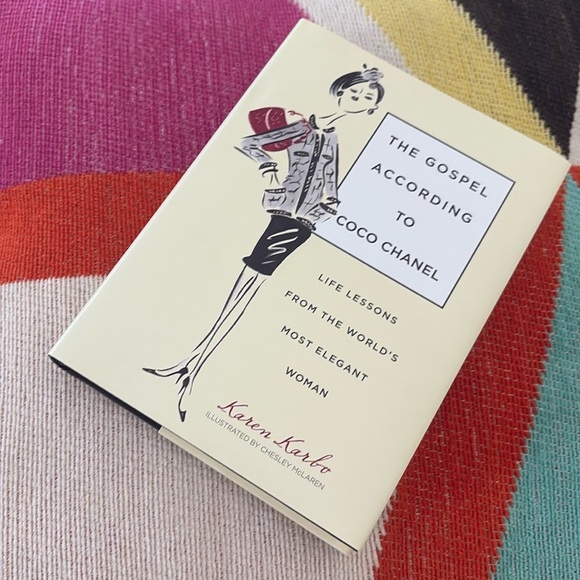 THE GOSPEL
ACCORDING
TO
COCO CHANEL
LIFE LESSONS
FROM THE WORLD'S
MOST ELEGANT
WOMAN
Karen Karbo
ILLUSTRATED BY CHESLEY McLAREN